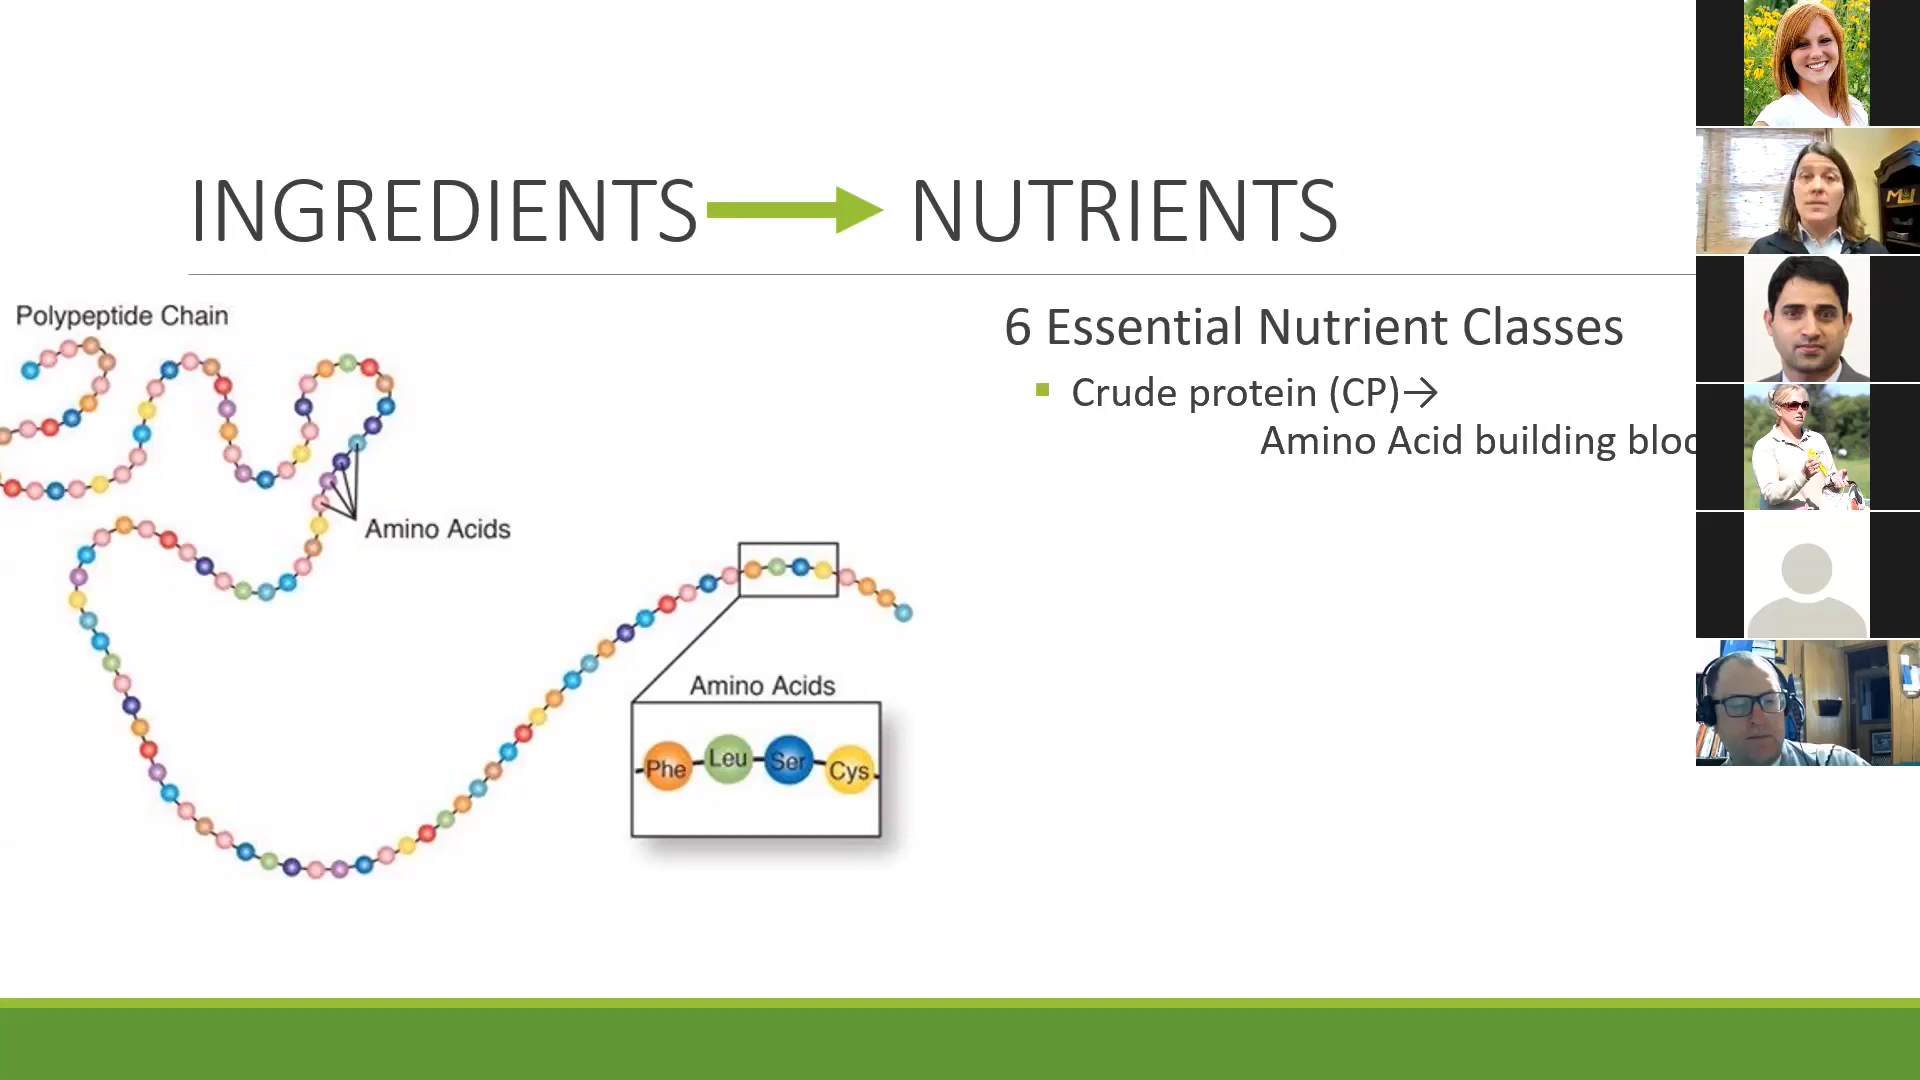 INGREDIENTS → NUTRIENTS
Polypeptide Chain
Amino Acids
Amino Acids
Phe Leu Ser Cys
6 Essential Nutrient Classes
▪ Crude protein (CP)→
Amino Acid building bloc
MU